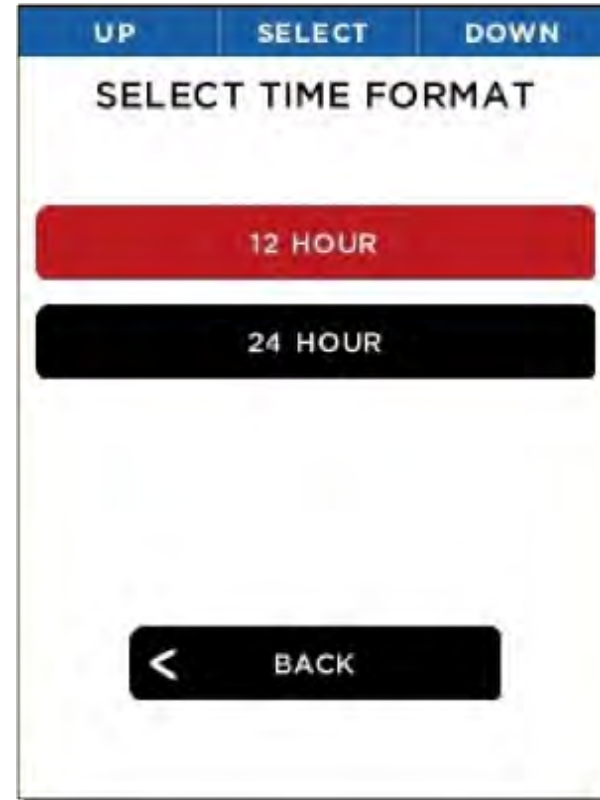 UP SELECT DOWN
SELECT TIME FORMAT
12 HOUR
24 HOUR
< BACK